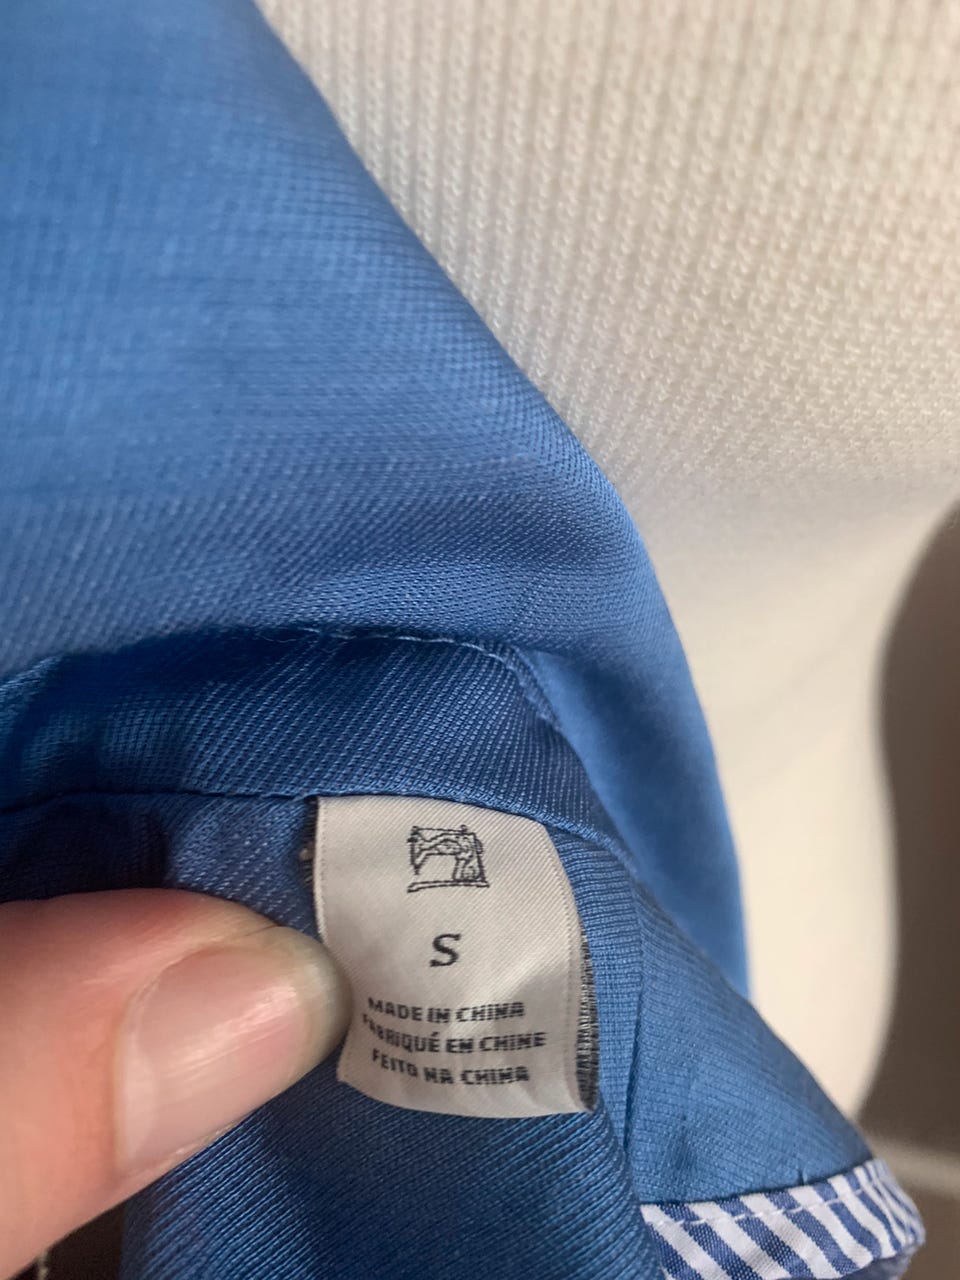 S
MADE IN CHINA
FABRIQUÉ EN CHINE
FEITO NA CHINA